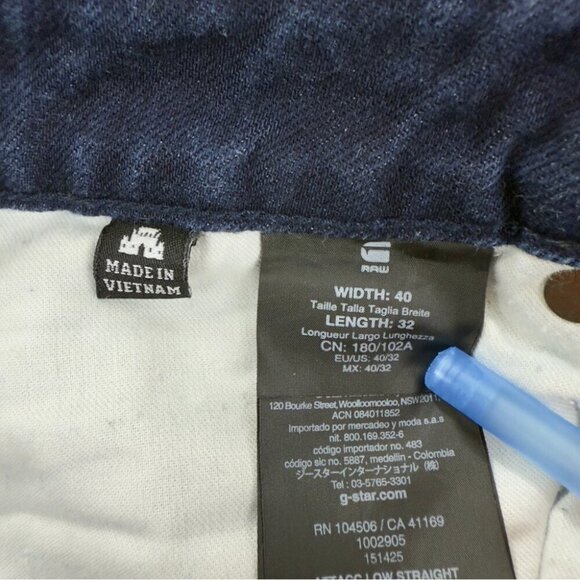 MADE IN
VIETNAM
RAW
WIDTH: 40
Taille Talla Taglia Breite
LENGTH: 32
Longueur Largo Lunghezza
CN: 180/102A
EU/US: 40/32
MX: 40/32
120 Bourke Street, Woolloomooloo, NSW2011,
ACN 084011852
Importado por mercadeo y moda s.a.s
nit. 800.169.352-6
código importador no. 483
código sic no. 5887, medellin - Colombia
ジースターインターナショナル (株)
Tel.: 03-5765-3301
g-star.com
RN 104506 / CA 41169
1002905
151425
ATTACC LOW STRAIGHT